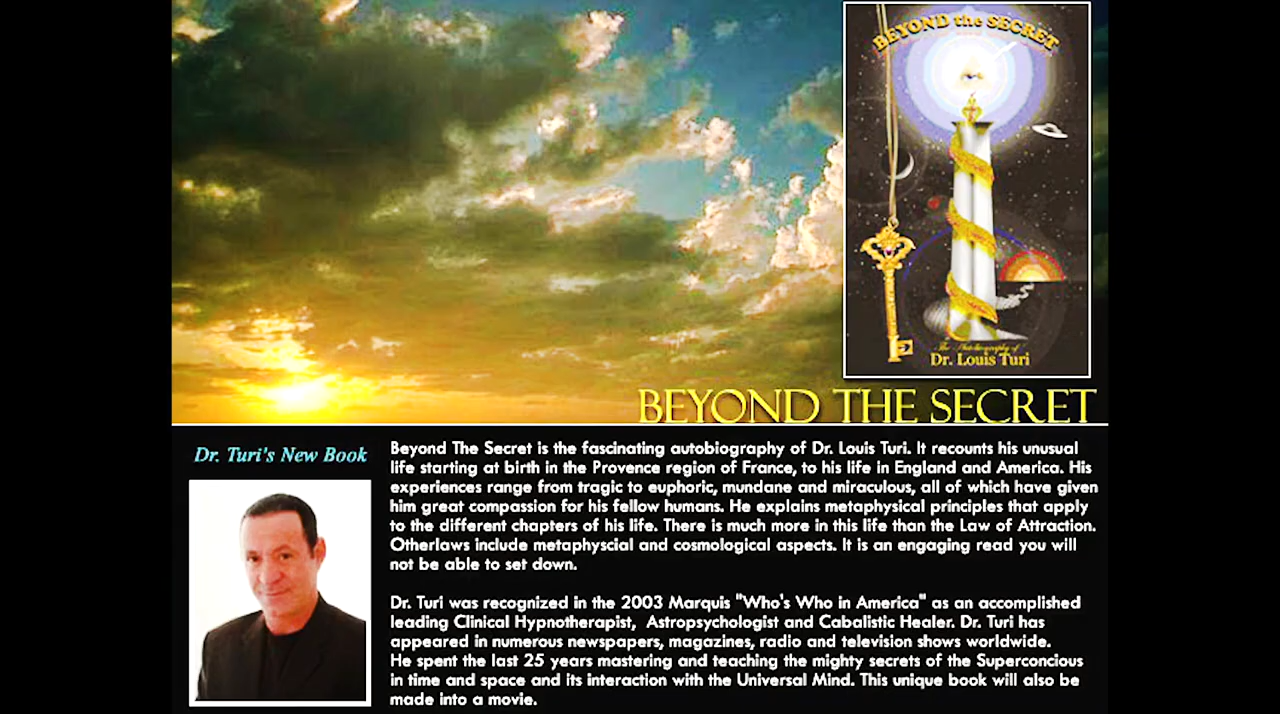 BEYOND the SECRET
The Autobiography of
Dr. Louis Turi
BEYOND THE SECRET
Dr. Turi's New Book
Beyond The Secret is the fascinating autobiography of Dr. Louis Turi. It recounts his unusual
life starting at birth in the Provence region of France, to his life in England and America. His
experiences range from tragic to euphoric, mundane and miraculous, all of which have given
him great compassion for his fellow humans. He explains metaphysical principles that apply
to the different chapters of his life. There is much more in this life than the Law of Attraction.
Otherlaws include metaphyscial and cosmological aspects. It is an engaging read you will
not be able to set down.
Dr. Turi was recognized in the 2003 Marquis "Who's Who in America" as an accomplished
leading Clinical Hypnotherapist,  Astropsychologist and Cabalistic Healer. Dr. Turi has
appeared in numerous newspapers, magazines, radio and television shows worldwide.
He spent the last 25 years mastering and teaching the mighty secrets of the Superconcious
in time and space and its interaction with the Universal Mind. This unique book will also be
made into a movie.